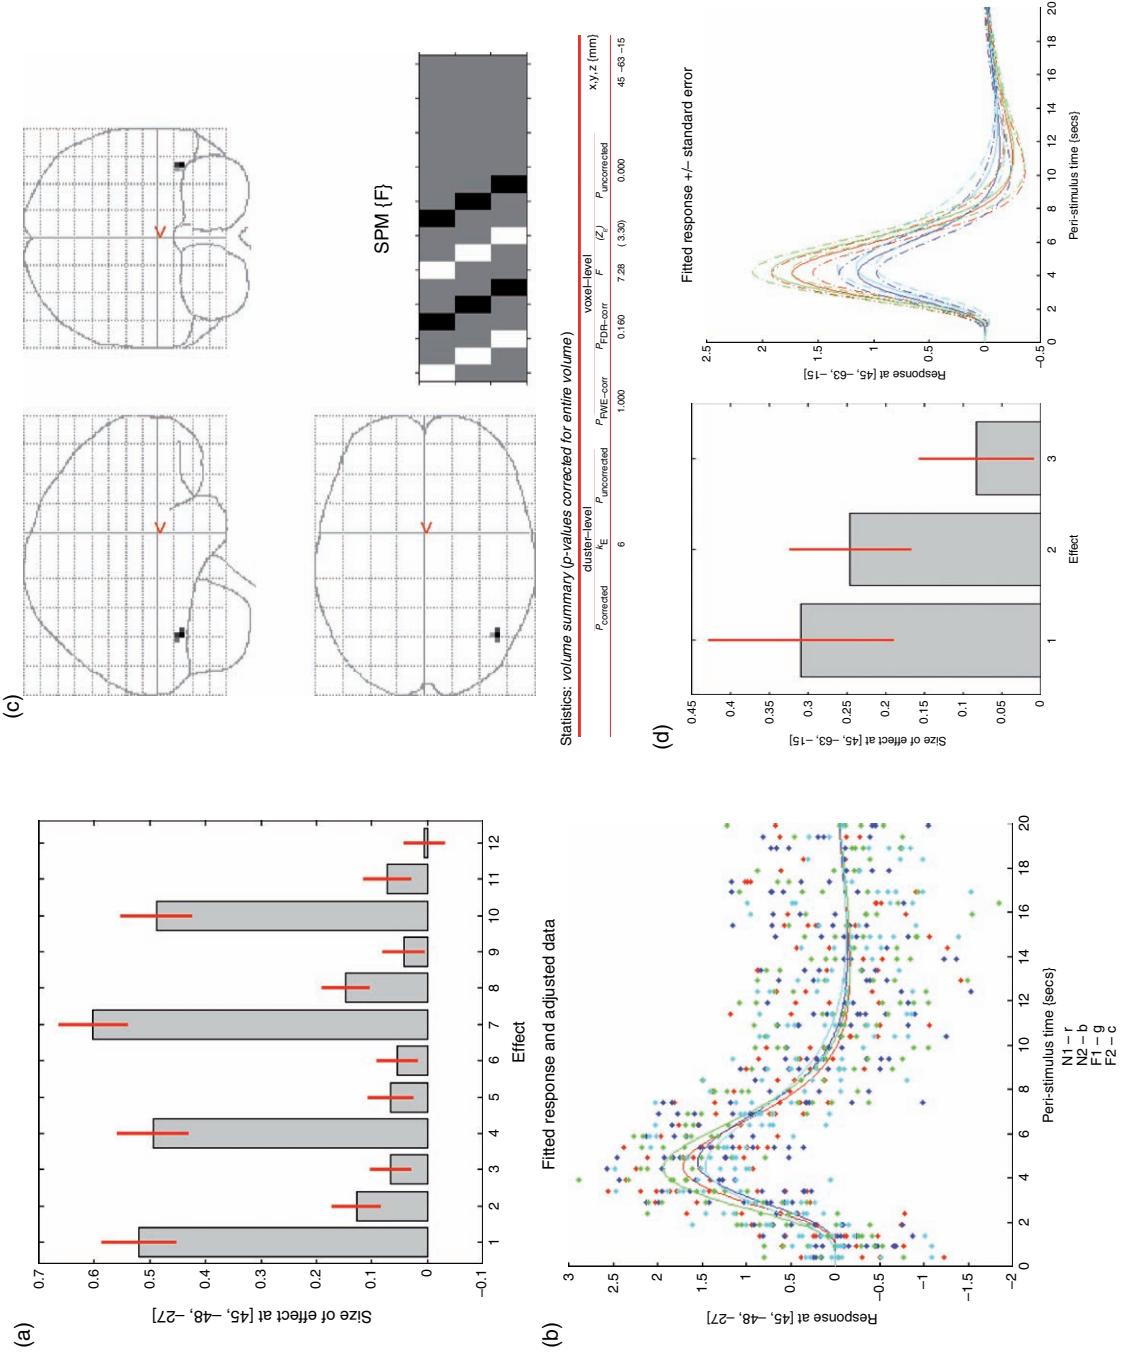 (a)
0.7
0.6
0.5
0.4
0.3
0.2
0.1
0
−0.1
Size of effect at [45, −48, −27]
1 2 3 4 5 6 7 8 9 10 11 12
Effect
(b)
Fitted response and adjusted data
3
2.5
2
1.5
1
0.5
0
−0.5
−1
−1.5
−2
Response at [45, −48, −27]
0 2 4 6 8 10 12 14 16 18 20
Peri-stimulus time {secs}
N1 – r
N2 – b
F1 – g
F2 – c
(c)
SPM {F}
Statistics: volume summary (p-values corrected for entire volume)
cluster–level voxel–level x,y,z {mm}
Pcorrected kE Puncorrected PFWE–corr PFDR–corr F (Zε) Puncorrected
6 1.000 0.160 7.28 ( 3.30) 0.000 45 −63 −15
(d)
0.45
0.4
0.35
0.3
0.25
0.2
0.15
0.1
0.05
0
Size of effect at [45, −63, −15]
1 2 3
Effect
Fitted response +/− standard error
2.5
2
1.5
1
0.5
0
−0.5
Response at [45, −63, −15]
0 2 4 6 8 10 12 14 16 18 20
Peri-stimulus time {secs}